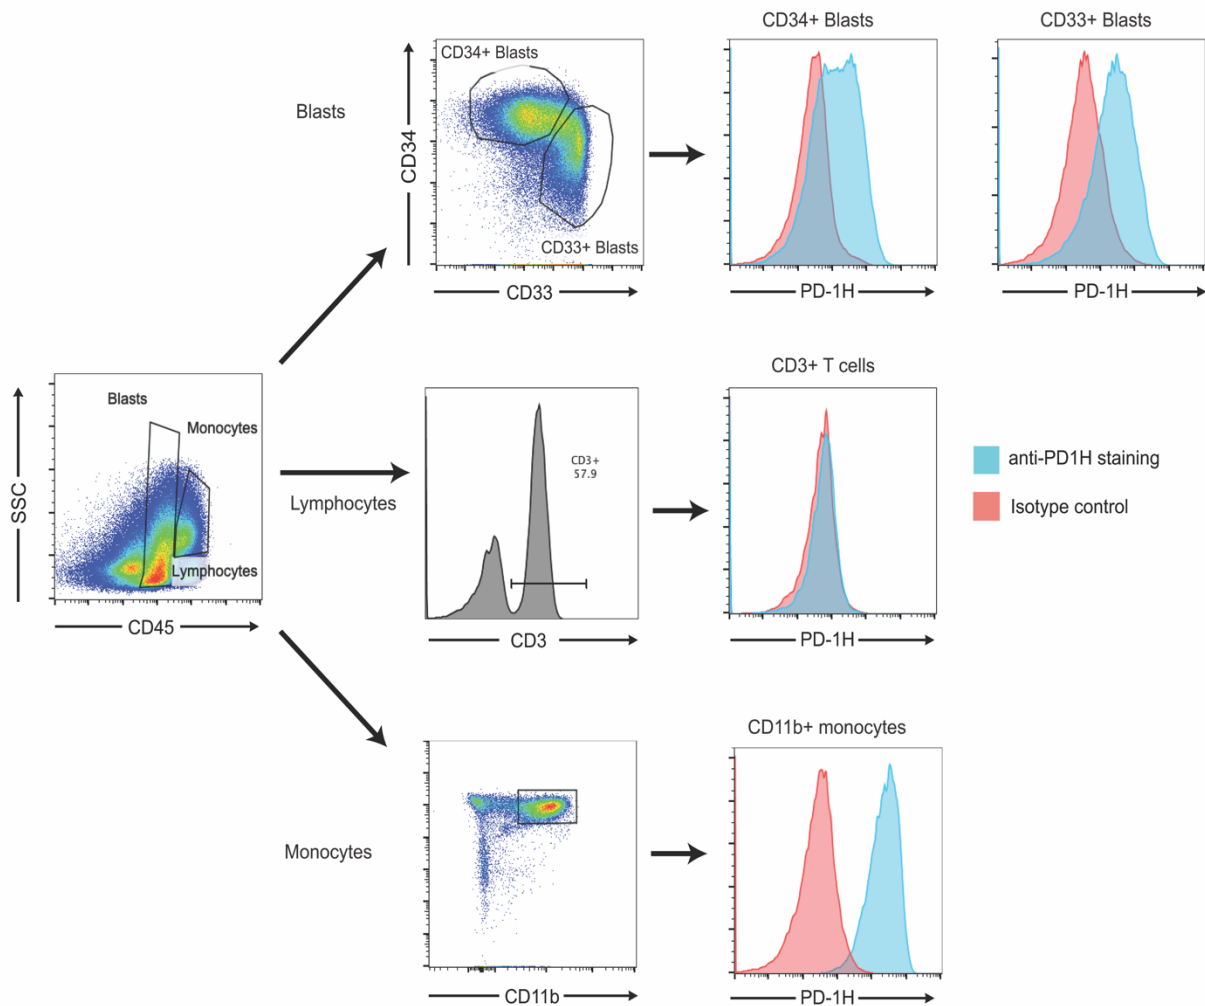 CD34+ Blasts
CD33+ Blasts
CD34+ Blasts
Blasts
CD34
CD33+ Blasts
CD33
PD-1H
PD-1H
CD3+ T cells
Blasts
Monocytes
SSC
Lymphocytes
CD45
Lymphocytes
CD3+
57.9
CD3
PD-1H
anti-PD1H staining
Isotype control
CD11b+ monocytes
Monocytes
CD11b
PD-1H